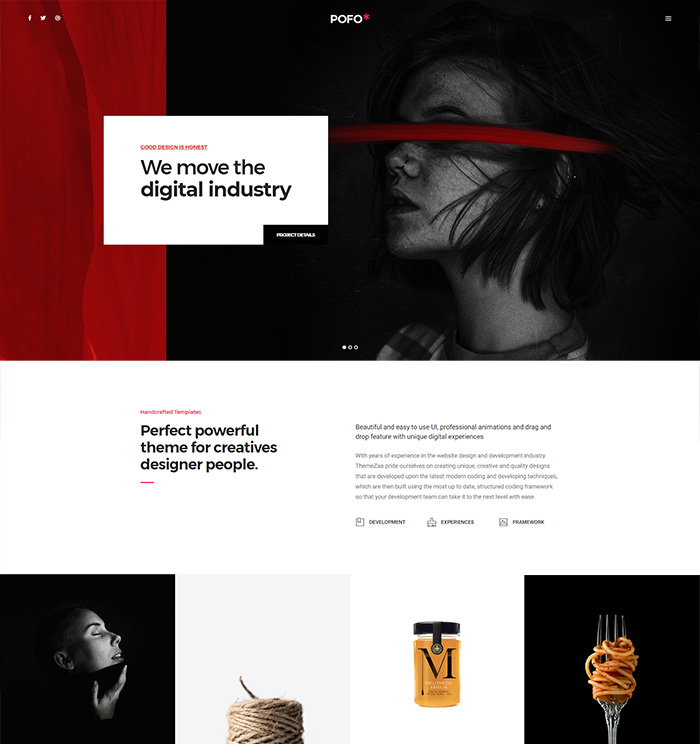 POFO*
GOOD DESIGN IS HONEST
We move the
digital industry
PROJECT DETAILS
Handcrafted Templates
Perfect powerful
theme for creatives
designer people.
Beautiful and easy to use UI, professional animations and drag and
drop feature with unique digital experiences
With years of experience in the website design and development industry
ThemeZaa pride ourselves on creating unique, creative and quality designs
that are developed upon the latest modern coding and developing techniques,
which are then built using the most up to date, structured coding framework
so that your development team can take it to the next level with ease.
DEVELOPMENT
EXPERIENCES
FRAMEWORK
M